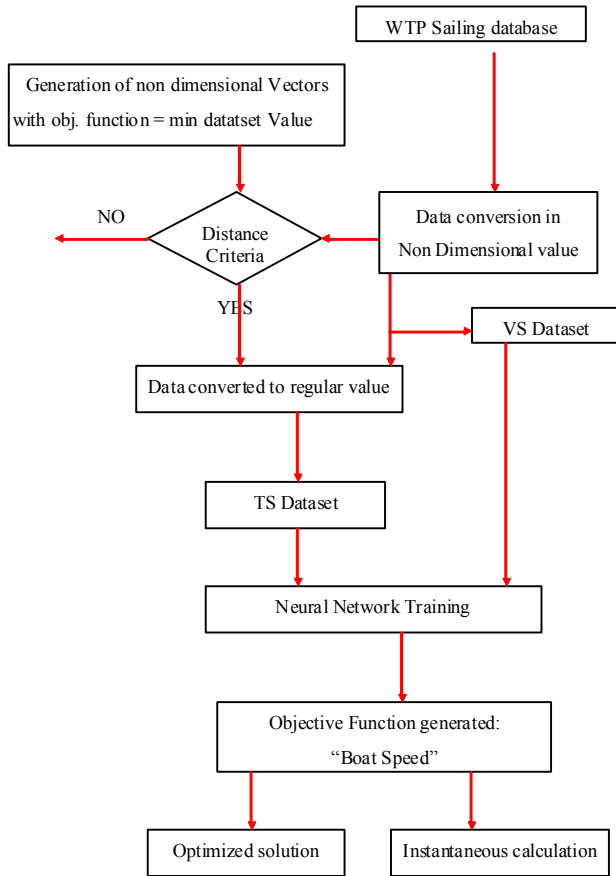 WTP Sailing database
Generation of non dimensional Vectors
with obj. function = min datatset Value
NO
Distance
Criteria
Data conversion in
Non Dimensional value
YES
VS Dataset
Data converted to regular value
TS Dataset
Neural Network Training
Objective Function generated:
“Boat Speed”
Optimized solution
Instantaneous calculation